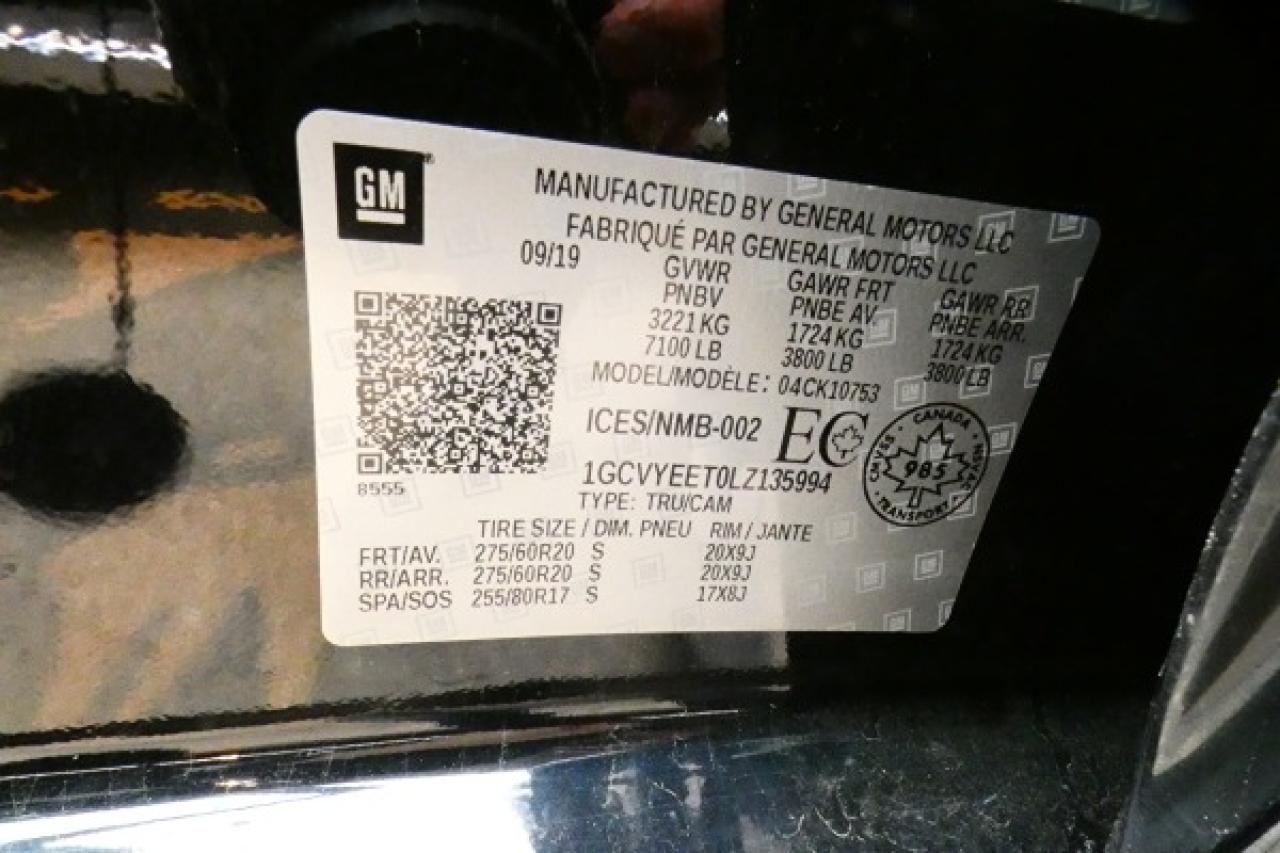 GM
MANUFACTURED BY GENERAL MOTORS LLC
FABRIQUÉ PAR GENERAL MOTORS LLC
09/19 GVWR GAWR FRT GAWR RR
PNBV PNBE AV PNBE ARR.
3221 KG 1724 KG 1724 KG
7100 LB 3800 LB 3800 LB
MODEL/MODÈLE: 04CK10753
ICES/NMB-002 EC
CANADA
CMVSS 985 NSVAC
TRANSPORT
8555
1GCVYEET0LZ135994
TYPE: TRU/CAM
TIRE SIZE / DIM. PNEU RIM / JANTE
FRT/AV. 275/60R20 S 20X9J
RR/ARR. 275/60R20 S 20X9J
SPA/SOS 255/80R17 S 17X8J